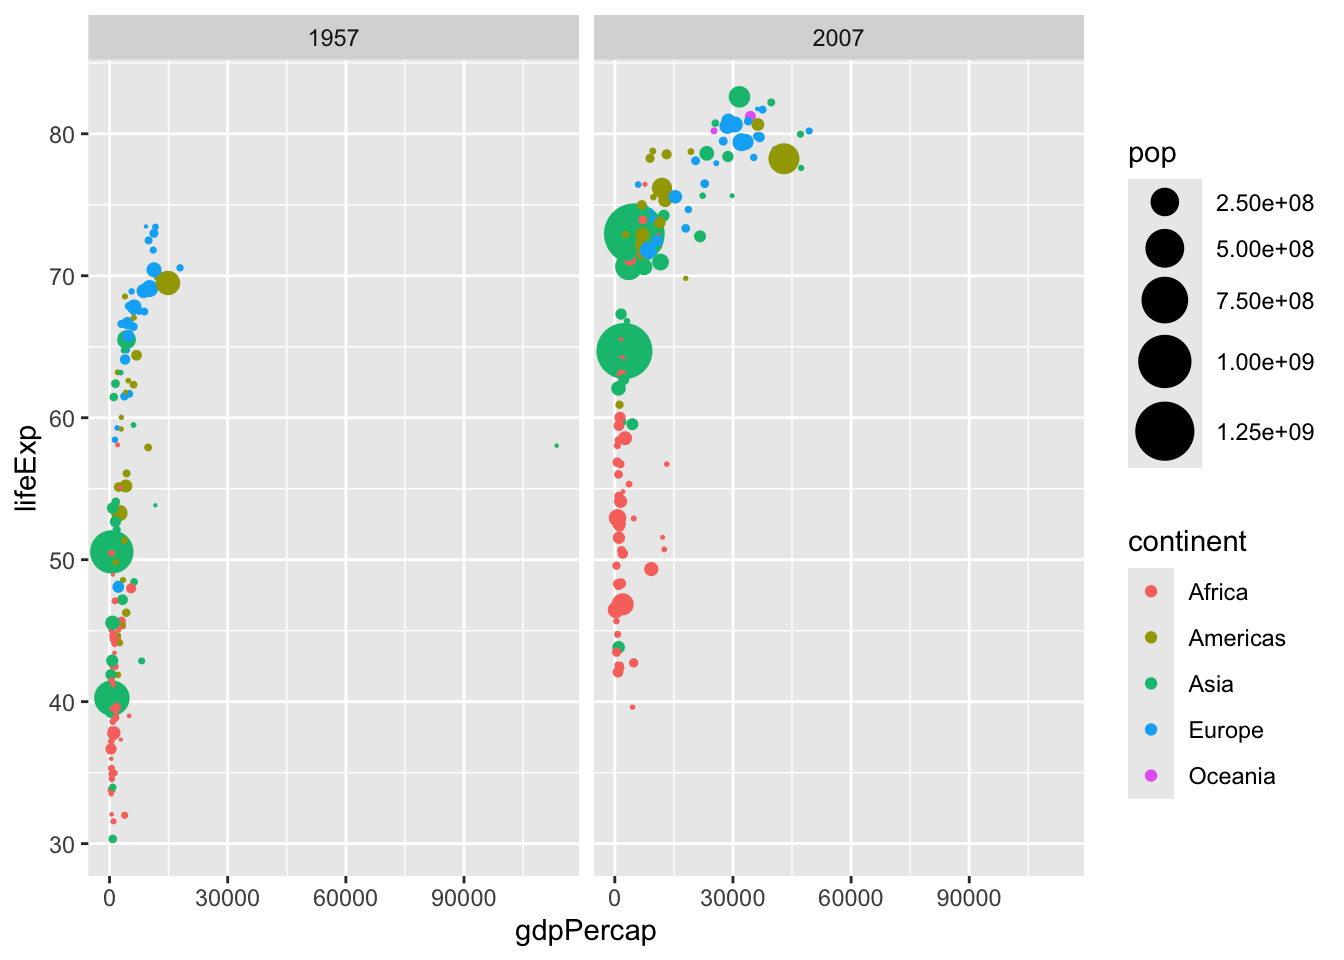 1957
2007
80
70
60
50
40
30
lifeExp
0
30000
60000
90000
0
30000
60000
90000
gdpPercap
pop
2.50e+08
5.00e+08
7.50e+08
1.00e+09
1.25e+09
continent
Africa
Americas
Asia
Europe
Oceania